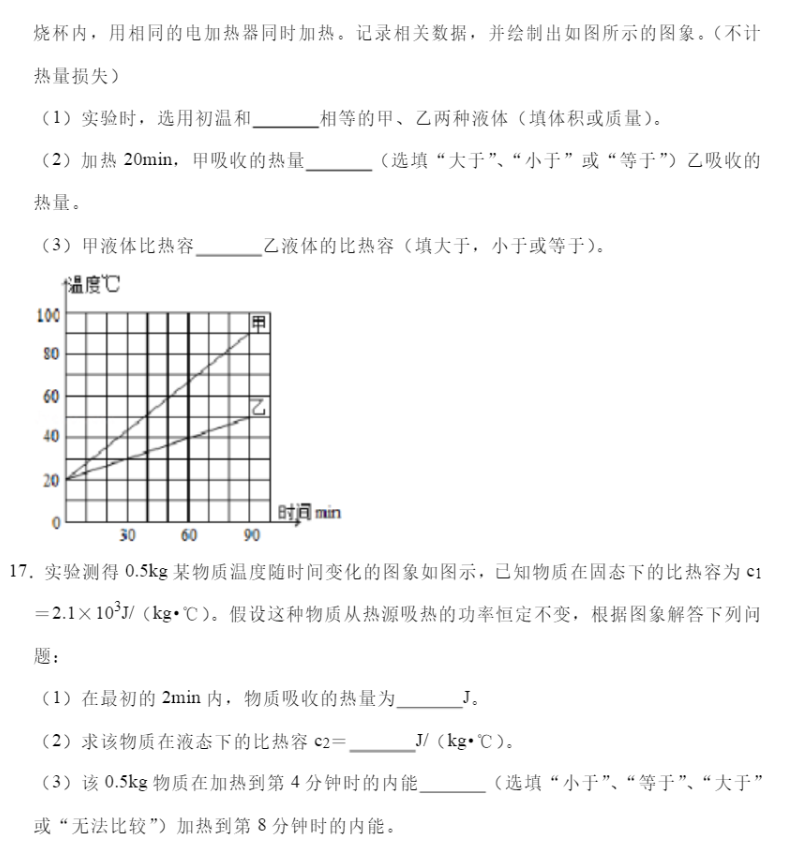 烧杯内，用相同的电加热器同时加热。记录相关数据，并绘制出如图所示的图象。（不计
热量损失）
（1）实验时，选用初温和______相等的甲、乙两种液体（填体积或质量）。
（2）加热 20min，甲吸收的热量______（选填“大于”、“小于”或“等于”）乙吸收的
热量。
（3）甲液体比热容______乙液体的比热容（填大于，小于或等于）。
温度℃
100
甲
80
60
乙
40
20
0
时间 min
30 60 90
17．实验测得 0.5kg 某物质温度随时间变化的图象如图示，已知物质在固态下的比热容为 c1
＝2.1×10³J/（kg•℃）。假设这种物质从热源吸热的功率恒定不变，根据图象解答下列问
题：
（1）在最初的 2min 内，物质吸收的热量为______J。
（2）求该物质在液态下的比热容 c2＝______J/（kg•℃）。
（3）该 0.5kg 物质在加热到第 4 分钟时的内能______（选填“小于”、“等于”、“大于”
或“无法比较”）加热到第 8 分钟时的内能。